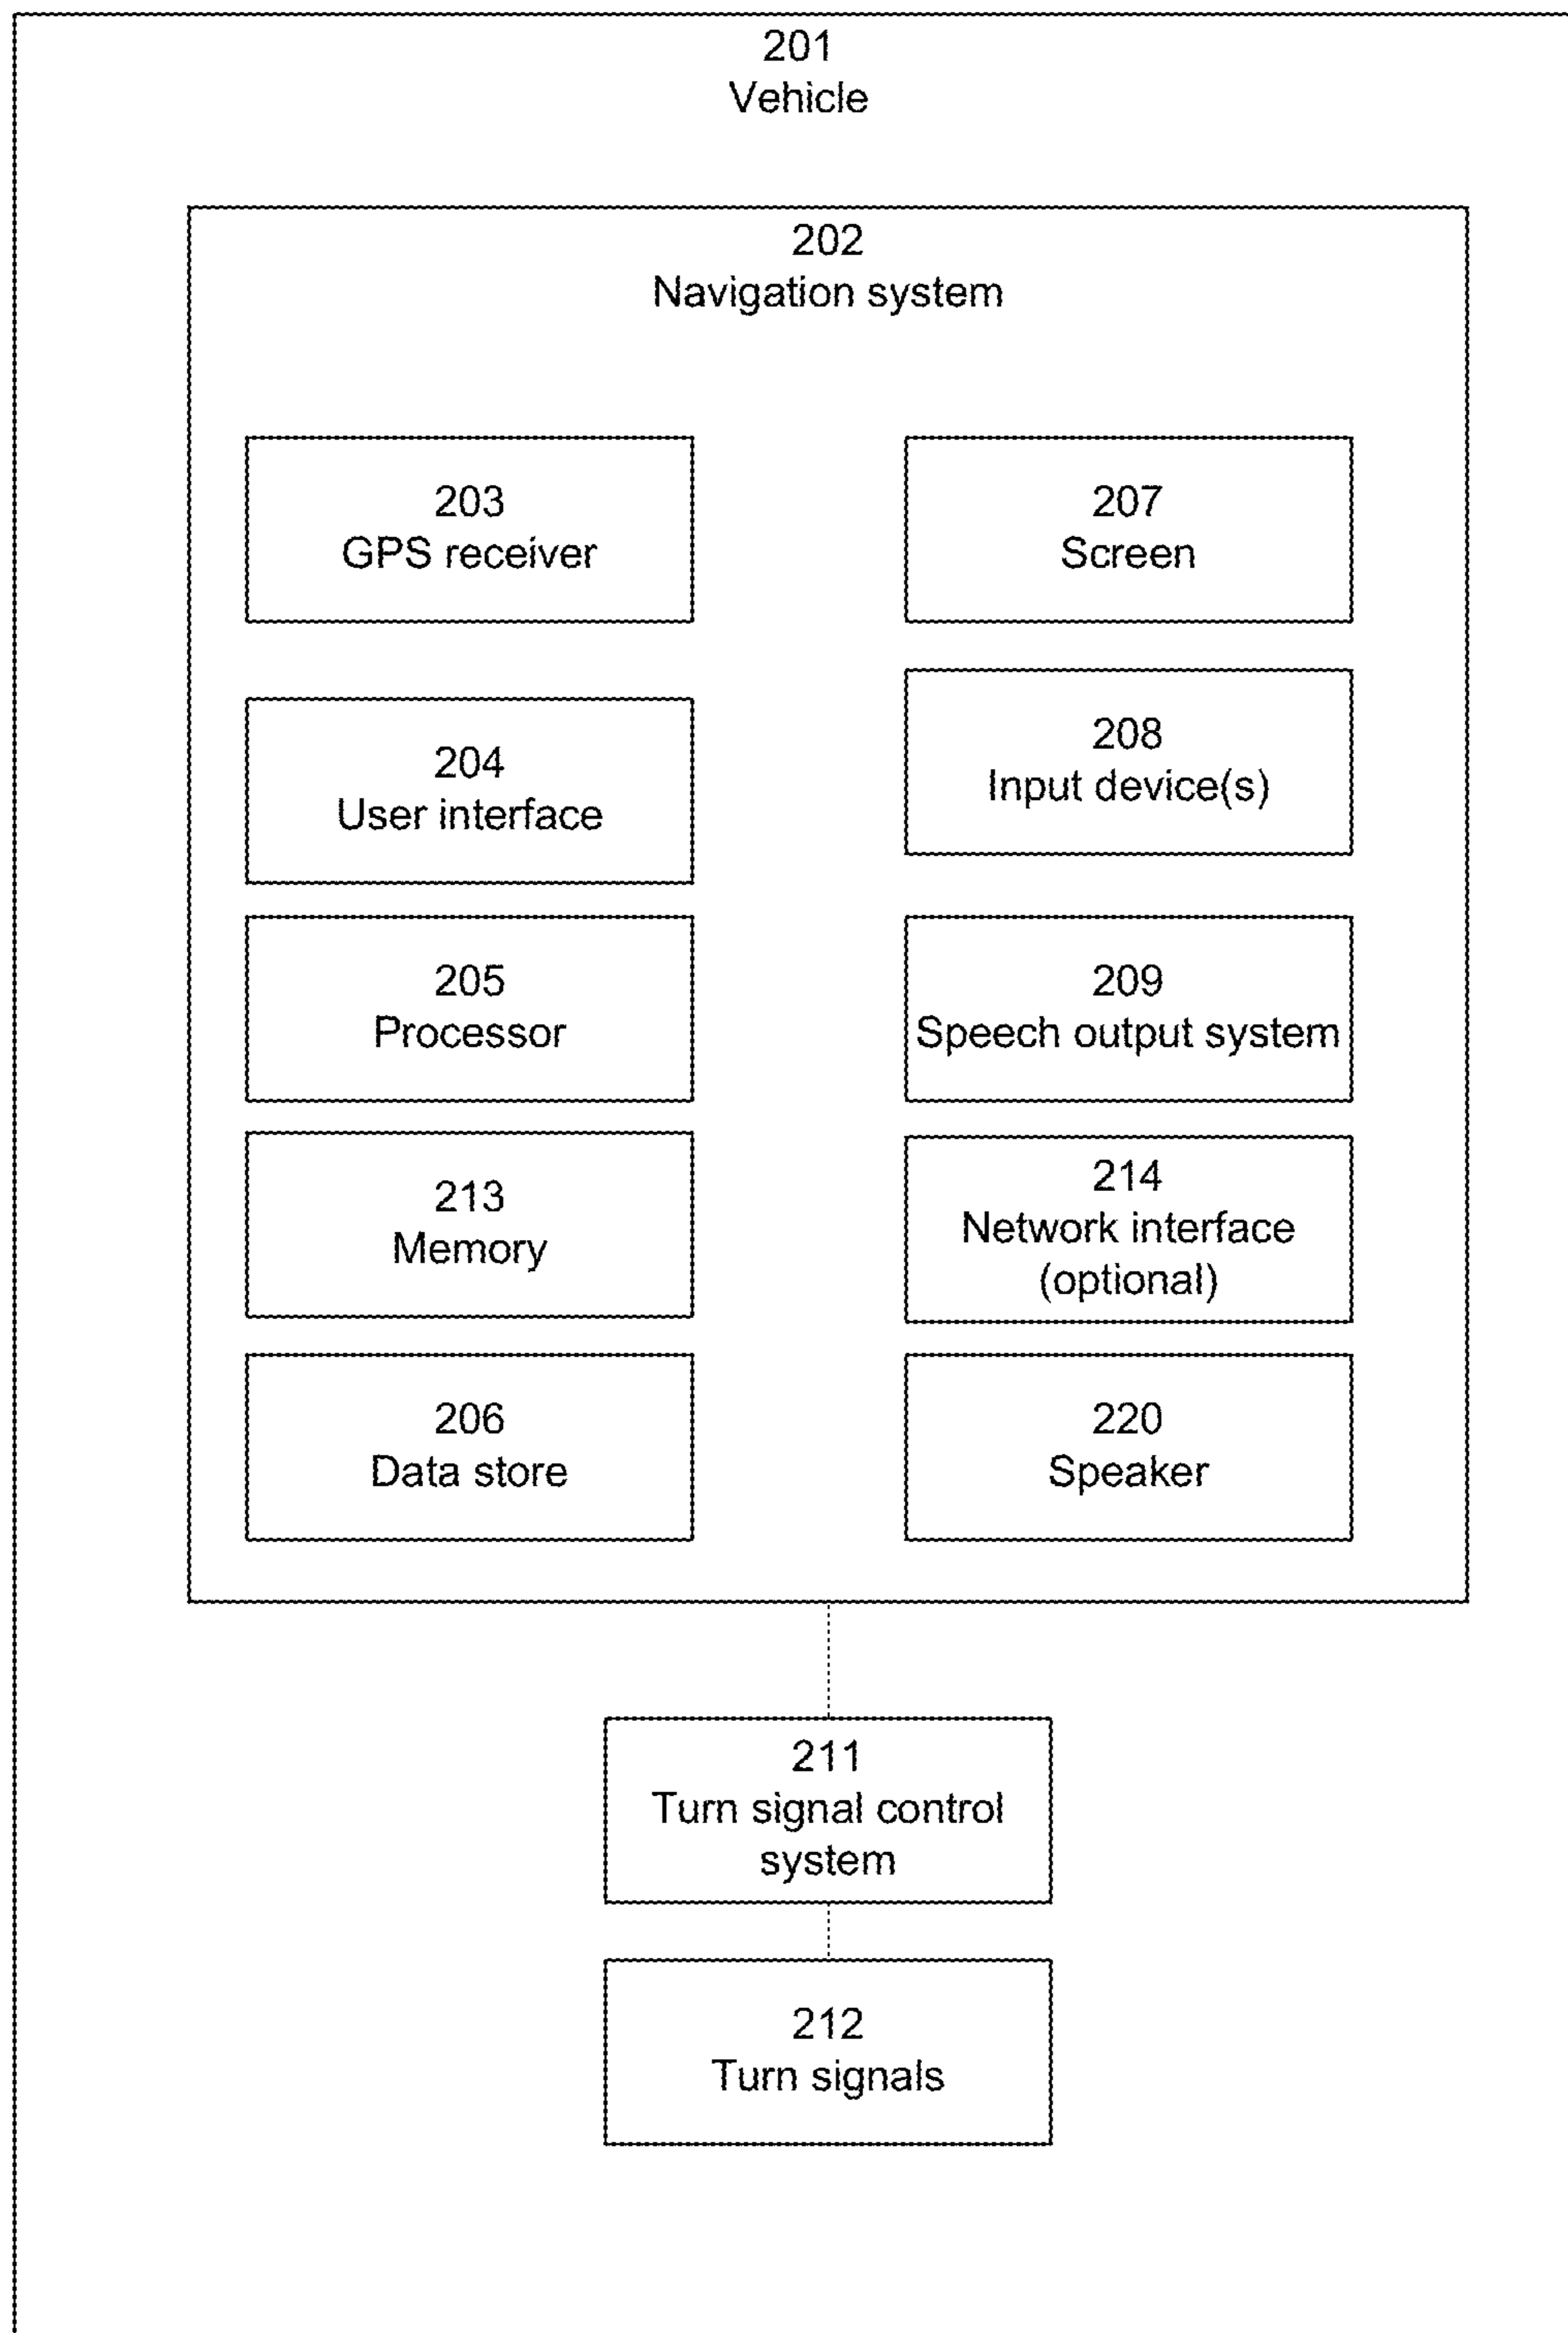 201
Vehicle
202
Navigation system
203
GPS receiver
207
Screen
204
User interface
208
Input device(s)
205
Processor
209
Speech output system
213
Memory
214
Network interface
(optional)
206
Data store
220
Speaker
211
Turn signal control
system
212
Turn signals